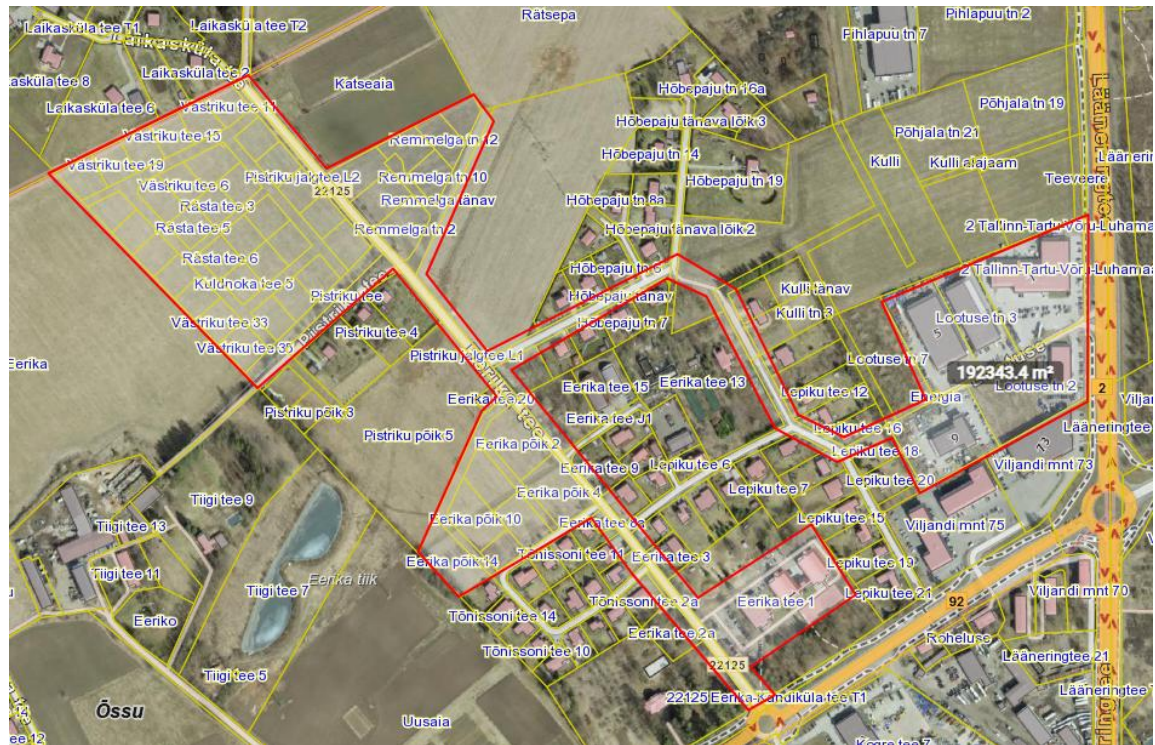 Laikasküla tee T1
Laikasküla tee T2
Rätsepa
Pihlapuu tn 2
Pihlapuu tn 7
Laikasküla tee 2
Katseaia
Laikasküla tee 6
Västriku tee 11
Hõbepaju tn 16a
Hõbepaju tänava lõik 3
Põhjala tn 19
Põhjala tn 21
Västriku tee 15
Remmelga tn 12
Hõbepaju tn 14
Kulli
Kulli alajaam
Lääneringtee
Teeveere
Västriku tee 19
Västriku tee 6
Pistriku jalgtee L2
22125
Remmelga tn 10
Hõbepaju tn 19
Rästa tee 3
Remmelga tänav
Hõbepaju tn 8a
Rästa tee 5
Remmelga tn 2
Hõbepaju tänava lõik 2
2 Tallinn-Tartu-Võru-Luhamaa
Rästa tee 6
Hõbepaju tn 6
2 Tallinn-Tartu-Võru-Luhamaa
Kuldnoka tee 5
Pistriku tee
Pistriku tee
Hõbepaju tänav
Kulli tänav
Kulli tn 3
Västriku tee 33
Pistriku tee 4
Hõbepaju tn 7
5
Lootuse tn 3
Västriku tee 35
Pistriku jalgtee L1
Eerika
Lootuse tn 7
192343.4 m²
Eerika tee
Eerika tee 15
Eerika tee 13
Lootuse tn 2
2
Eerika tee 20
Lepiku tee 12
Energia
Pistriku põik 3
Eerika tee J1
Lepiku tee 16
Pistriku põik 5
Eerika põik 2
Lepiku tee 18
9
13
Eerika tee 9
Lepiku tee 6
Viljandi mnt 73
Lepiku tee 7
Lepiku tee 20
Tiigi tee 9
Eerika põik 4
Tiigi tee 13
Eerika põik 10
Eerika tee 8a
Lepiku tee 15
Viljandi mnt 75
Tõnissoni tee 11
Eerika tee 3
Eerika põik 14
Lepiku tee 19
Tiigi tee 11
Eerika tiik
Tiigi tee 7
Viljandi mnt 70
Tõnissoni tee 2a
Eerika tee 1
Lepiku tee 21
92
Eeriko
Tõnissoni tee 14
Eerika tee 2a
Roheluse
Tõnissoni tee 10
22125
Lääneringtee 21
Tiigi tee 5
Õssu
Uusaia
22125 Eerika-Kandiküla tee T1
Kogre tee 7